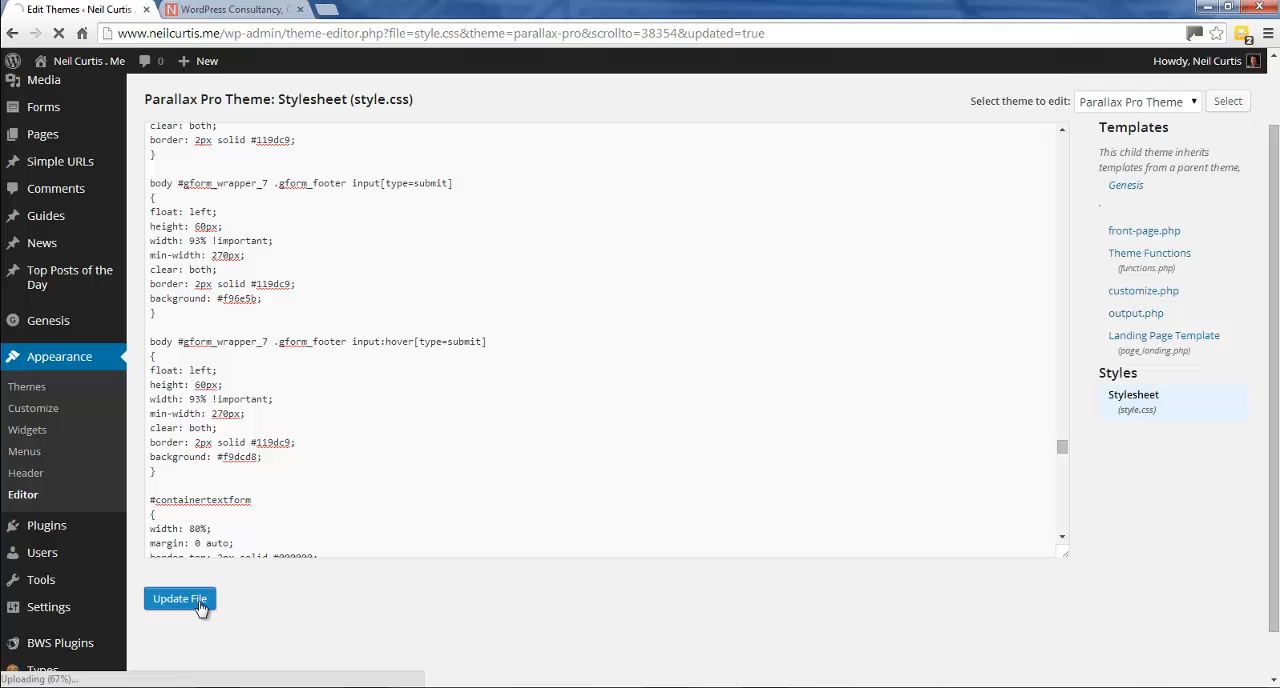 Edit Themes ‹ Neil Curtis .
WordPress Consultancy, C
www.neilcurtis.me/wp-admin/theme-editor.php?file=style.css&theme=parallax-pro&scrollto=38354&updated=true
2
Neil Curtis . Me
0
New
Howdy, Neil Curtis
Media
Forms
Pages
Simple URLs
Comments
Guides
News
Top Posts of the
Day
Genesis
Appearance
Themes
Customize
Widgets
Menus
Header
Editor
Plugins
Users
Tools
Settings
BWS Plugins
Types
Parallax Pro Theme: Stylesheet (style.css)
Select theme to edit:
Parallax Pro Theme
Select
clear: both;
border: 2px solid #119dc9;
}
body #gform_wrapper_7 .gform_footer input[type=submit]
{
float: left;
height: 60px;
width: 93% !important;
min-width: 270px;
clear: both;
border: 2px solid #119dc9;
background: #f96e5b;
}
body #gform_wrapper_7 .gform_footer input:hover[type=submit]
{
float: left;
height: 60px;
width: 93% !important;
min-width: 270px;
clear: both;
border: 2px solid #119dc9;
background: #f9dcd8;
}
#containertextform
{
width: 80%;
margin: 0 auto;
border-top: 2px solid #000000;
Update File
Templates
This child theme inherits
templates from a parent theme,
Genesis
.
front-page.php
Theme Functions
(functions.php)
customize.php
output.php
Landing Page Template
(page_landing.php)
Styles
Stylesheet
(style.css)
Uploading (67%)...